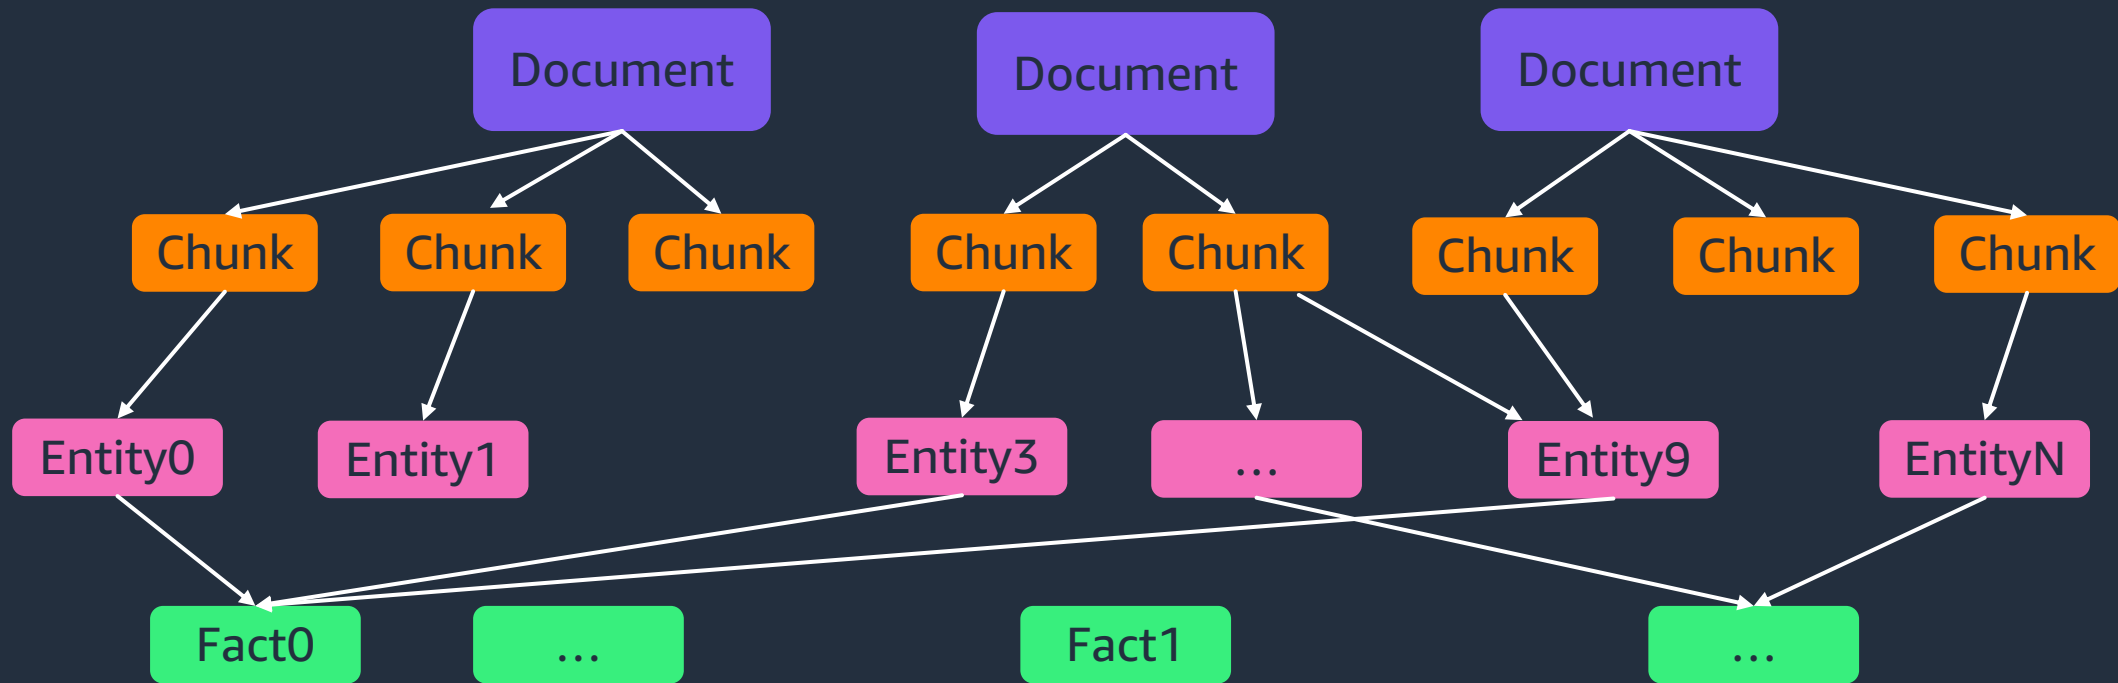 Document
Document
Document
Chunk
Chunk
Chunk
Chunk
Chunk
Chunk
Chunk
Chunk
Entity0
Entity1
Entity3
...
Entity9
EntityN
Fact0
...
Fact1
...